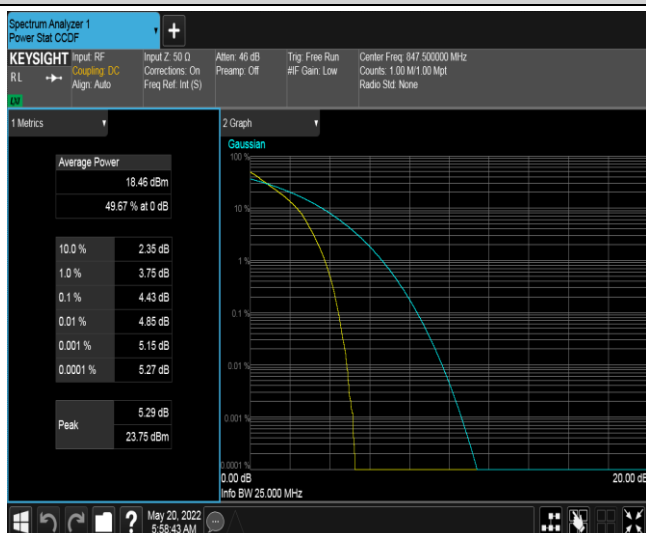 Spectrum Analyzer 1
Power Stat CCDF
+
KEYSIGHT
RL
Input: RF
Coupling: DC
Align: Auto
Input Z: 50 Ω
Corrections: On
Freq Ref: Int (S)
Atten: 46 dB
Preamp: Off
Trig: Free Run
#IF Gain: Low
Center Freq: 847.500000 MHz
Counts: 1.00 M/1.00 Mpt
Radio Std: None
1 Metrics
Average Power
18.46 dBm
49.67 % at 0 dB
10.0 % 2.35 dB
1.0 % 3.75 dB
0.1 % 4.43 dB
0.01 % 4.85 dB
0.001 % 5.15 dB
0.0001 % 5.27 dB
Peak
5.29 dB
23.75 dBm
2 Graph
Gaussian
100 %
10 %
1 %
0.1 %
0.01 %
0.001 %
0.0001 %
0.00 dB
20.00 dB
Info BW 25.000 MHz
?
May 20, 2022
5:58:43 AM